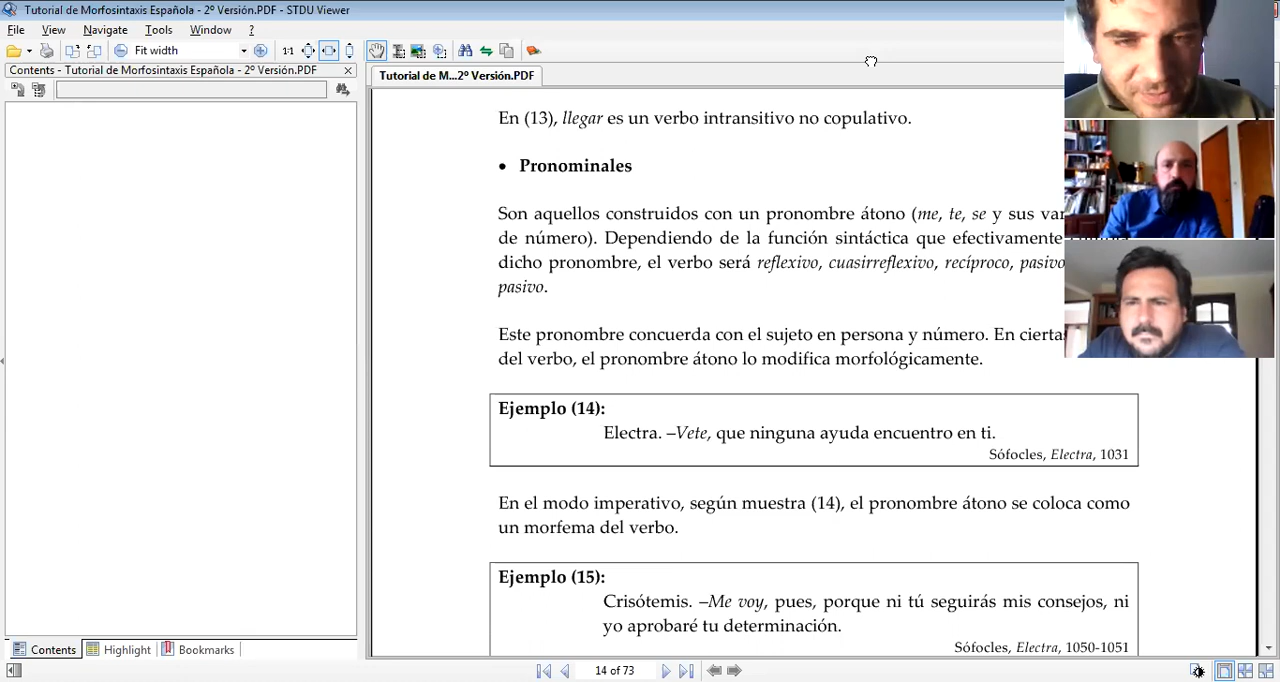 Tutorial de Morfosintaxis Española - 2º Versión.PDF - STDU Viewer
File View Navigate Tools Window ?
Fit width 1:1
Contents - Tutorial de Morfosintaxis Española - 2º Versión.PDF
Tutorial de M...2º Versión.PDF
En (13), llegar es un verbo intransitivo no copulativo.
• Pronominales
Son aquellos construidos con un pronombre átono (me, te, se y sus
de número). Dependiendo de la función sintáctica que efectivamente
dicho pronombre, el verbo será reflexivo, cuasirreflexivo, recíproco, pasivo
pasivo.
Este pronombre concuerda con el sujeto en persona y número. En ciertas
del verbo, el pronombre átono lo modifica morfológicamente.
Ejemplo (14):
Electra. –Vete, que ninguna ayuda encuentro en ti.
Sófocles, Electra, 1031
En el modo imperativo, según muestra (14), el pronombre átono se coloca como
un morfema del verbo.
Ejemplo (15):
Crisótemis. –Me voy, pues, porque ni tú seguirás mis consejos, ni
yo aprobaré tu determinación.
Sófocles, Electra, 1050-1051
Contents Highlight Bookmarks
14 of 73